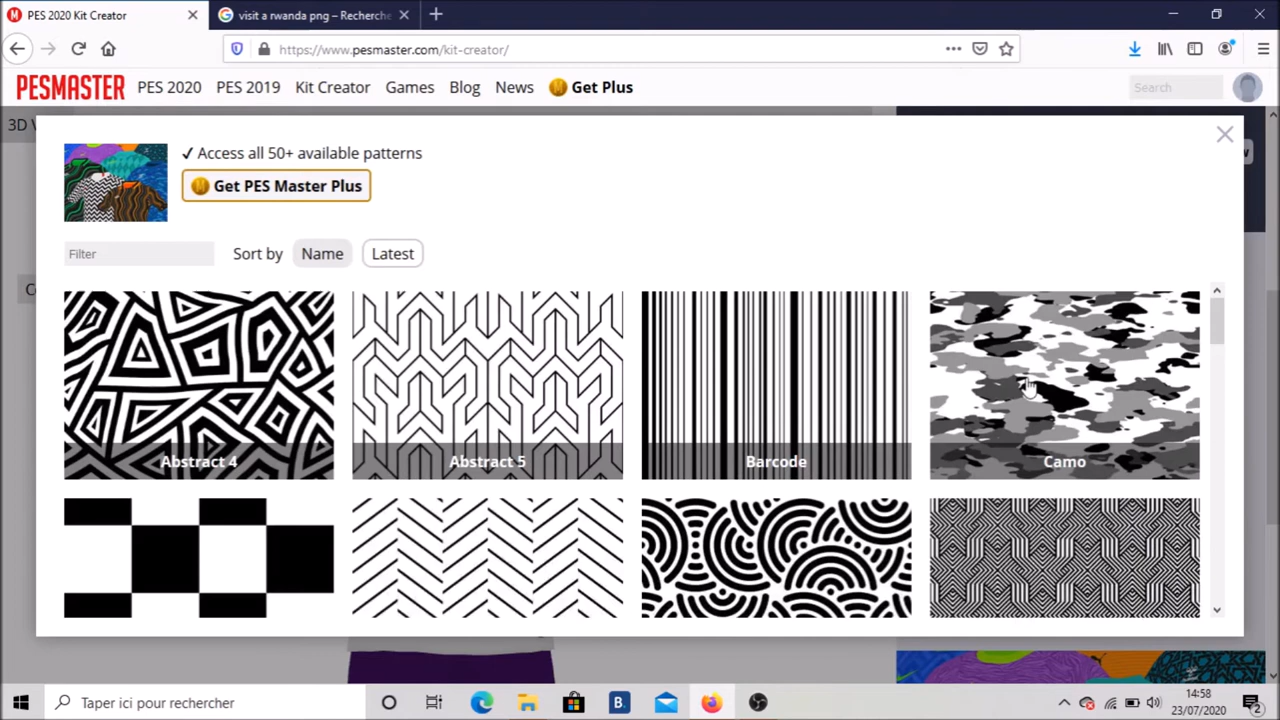 PES 2020 Kit Creator
visit a rwanda png – Recherche
https://www.pesmaster.com/kit-creator/
PESMASTER PES 2020 PES 2019 Kit Creator Games Blog News Get Plus Search
3D
✓ Access all 50+ available patterns
Get PES Master Plus
Filter Sort by Name Latest
Abstract 4 Abstract 5 Barcode Camo
Taper ici pour rechercher
14:58
23/07/2020
2